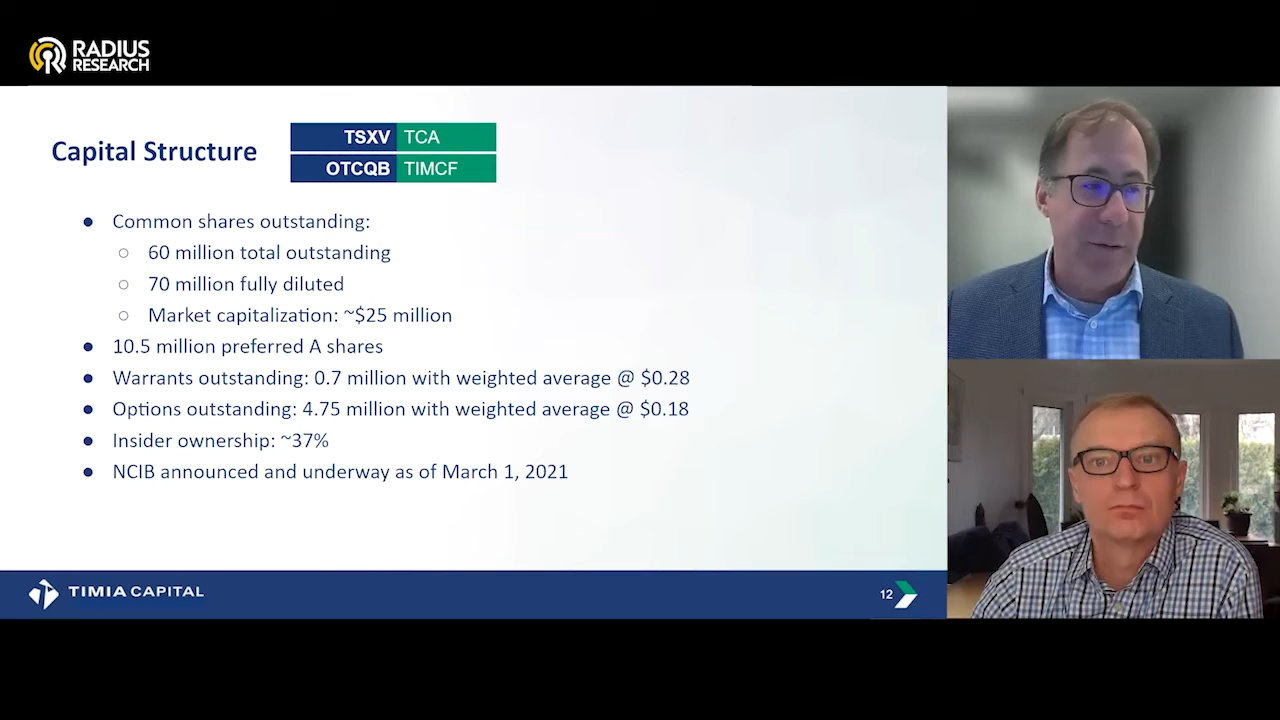 RADIUS
RESEARCH
Capital Structure
TSXV TCA
OTCQB TIMCF
● Common shares outstanding:
○ 60 million total outstanding
○ 70 million fully diluted
○ Market capitalization: ~$25 million
● 10.5 million preferred A shares
● Warrants outstanding: 0.7 million with weighted average @ $0.28
● Options outstanding: 4.75 million with weighted average @ $0.18
● Insider ownership: ~37%
● NCIB announced and underway as of March 1, 2021
TIMIA CAPITAL
12